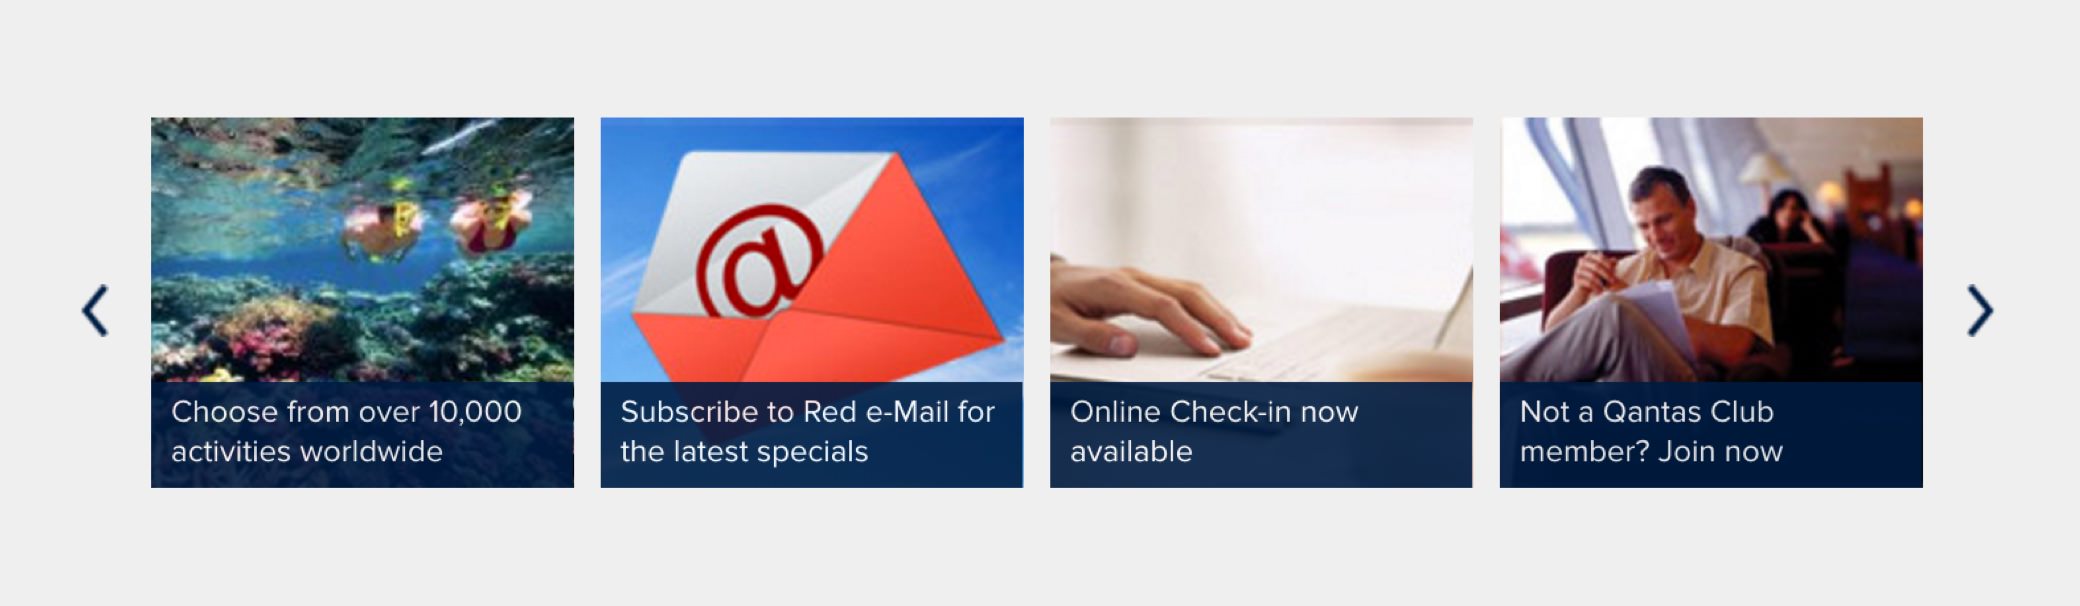 Choose from over 10,000
activities worldwide
@
Subscribe to Red e-Mail for
the latest specials
Online Check-in now
available
Not a Qantas Club
member? Join now